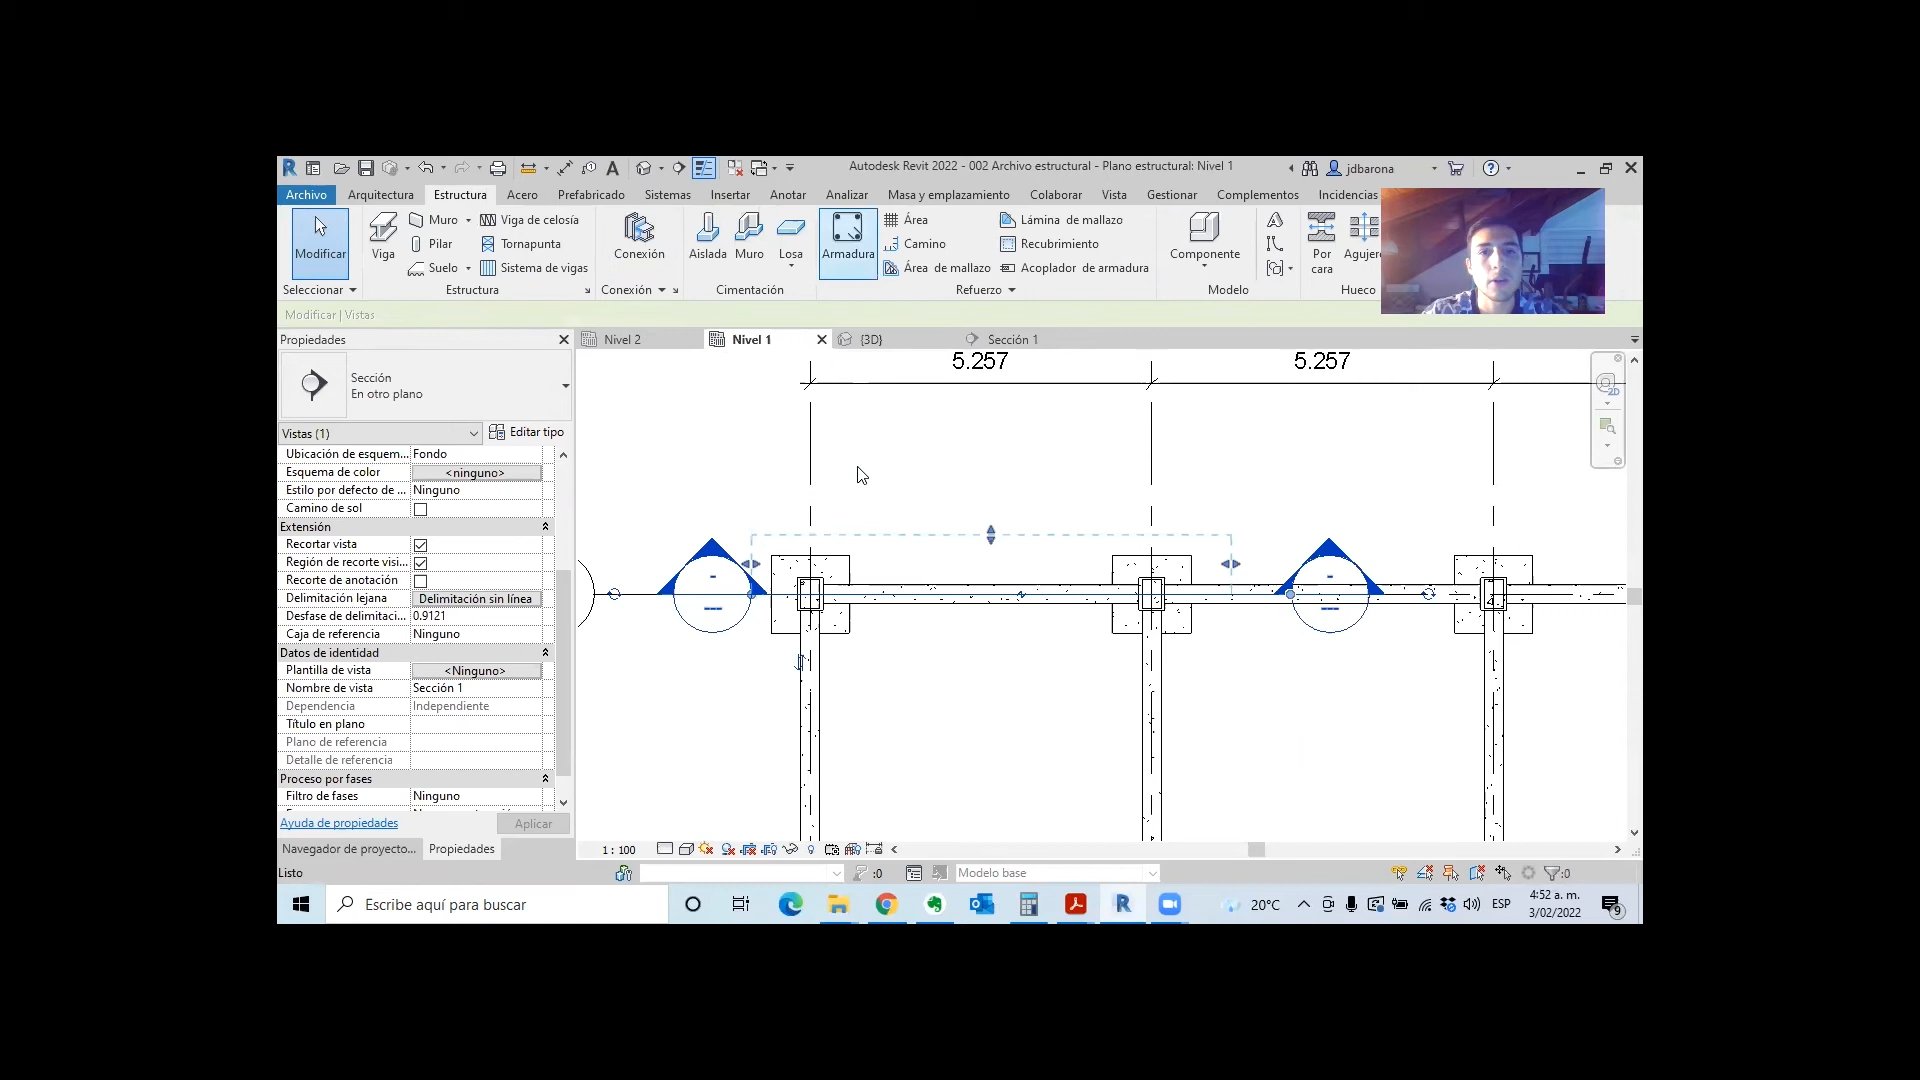 Autodesk Revit 2022 - 002 Archivo estructural - Plano estructural: Nivel 1
jdbarona
Archivo Arquitectura Estructura Acero Prefabricado Sistemas Insertar Anotar Analizar Masa y emplazamiento Colaborar Vista Gestionar Complementos Incidencias
Modificar
Viga
Muro
Pilar
Suelo
Viga de celosía
Tornapunta
Sistema de vigas
Conexión
Aislada
Muro
Losa
Armadura
Área
Camino
Área de mallazo
Lámina de mallazo
Recubrimiento
Acoplador de armadura
Componente
Por cara
Seleccionar
Estructura
Conexión
Cimentación
Refuerzo
Modelo
Hueco
Modificar | Vistas
Propiedades
Nivel 2
Nivel 1
{3D}
Sección 1
Sección
En otro plano
Vistas (1)
Editar tipo
Ubicación de esquem... Fondo
Esquema de color <ninguno>
Estilo por defecto de ... Ninguno
Camino de sol
Extensión
Recortar vista
Región de recorte visi...
Recorte de anotación
Delimitación lejana Delimitación sin línea
Desfase de delimitaci... 0.9121
Caja de referencia Ninguno
Datos de identidad
Plantilla de vista <Ninguno>
Nombre de vista Sección 1
Dependencia Independiente
Título en plano
Plano de referencia
Detalle de referencia
Proceso por fases
Filtro de fases Ninguno
Ayuda de propiedades
Aplicar
Navegador de proyecto...
Propiedades
5.257
5.257
2D
1 : 100
Listo
:0
Modelo base
:0
Escribe aquí para buscar
20°C
ESP
4:52 a. m.
3/02/2022
9